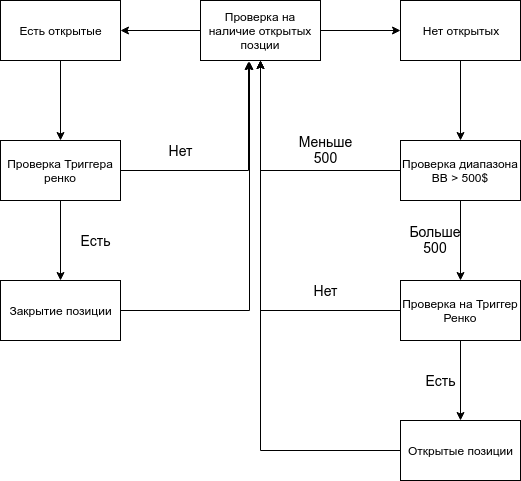 Есть открытые
Проверка на
наличие открытых
позции
Нет открытых
Проверка Триггера
ренко
Нет
Меньше
500
Проверка диапазона
BB > 500$
Есть
Больше
500
Закрытие позиции
Нет
Проверка на Триггер
Ренко
Есть
Открытые позиции